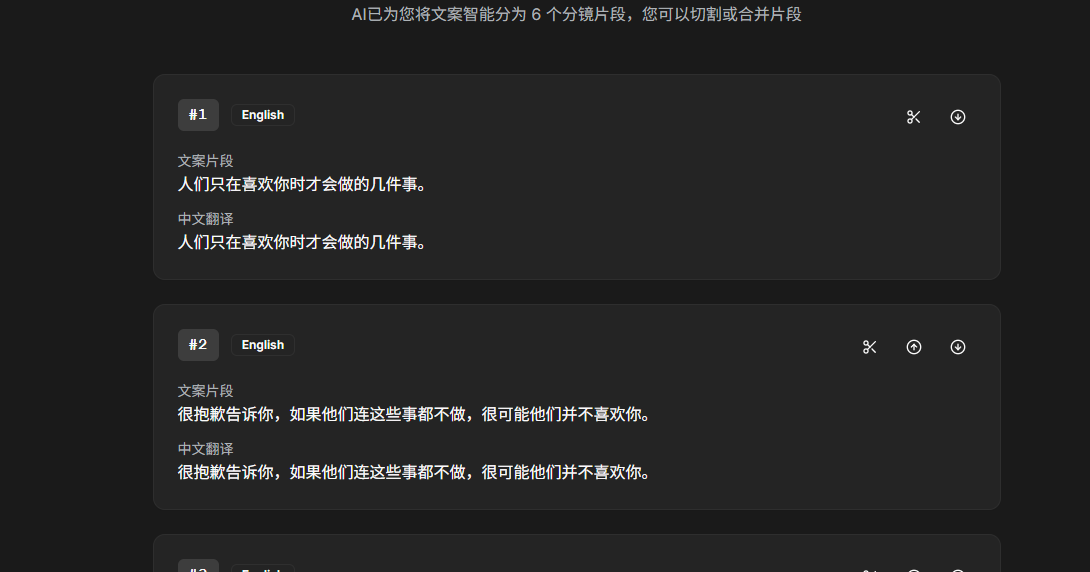 AI已为您将文案智能分为 6 个分镜片段，您可以切割或合并片段
#1 English
文案片段
人们只在喜欢你时才会做的几件事。
中文翻译
人们只在喜欢你时才会做的几件事。
#2 English
文案片段
很抱歉告诉你，如果他们连这些事都不做，很可能他们并不喜欢你。
中文翻译
很抱歉告诉你，如果他们连这些事都不做，很可能他们并不喜欢你。